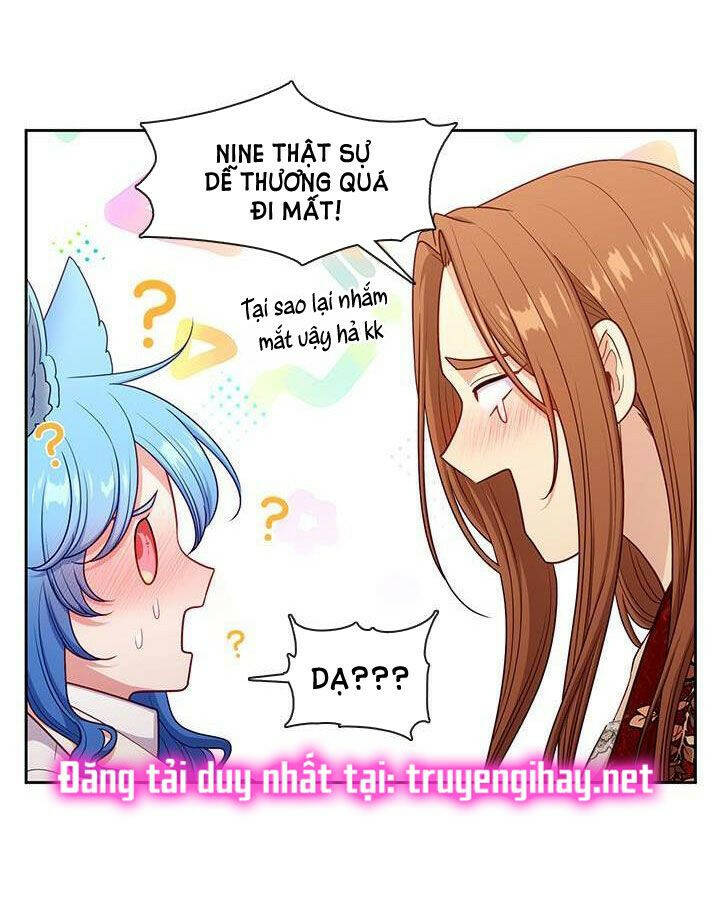 NINE THẬT SỰ
DỄ THƯƠNG QUÁ
ĐI MẤT!
Tại sao lại nhắm
mắt vậy hả kk
?
?
?
?
DẠ???
Đăng tải duy nhất tại: truyengihay.net